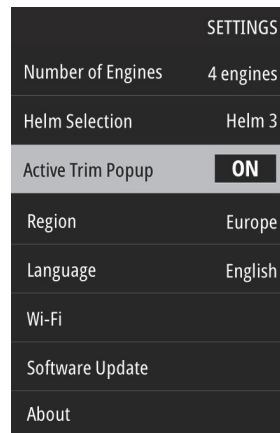 SETTINGS
Number of Engines 4 engines
Helm Selection Helm 3
Active Trim Popup ON
Region Europe
Language English
Wi-Fi
Software Update
About